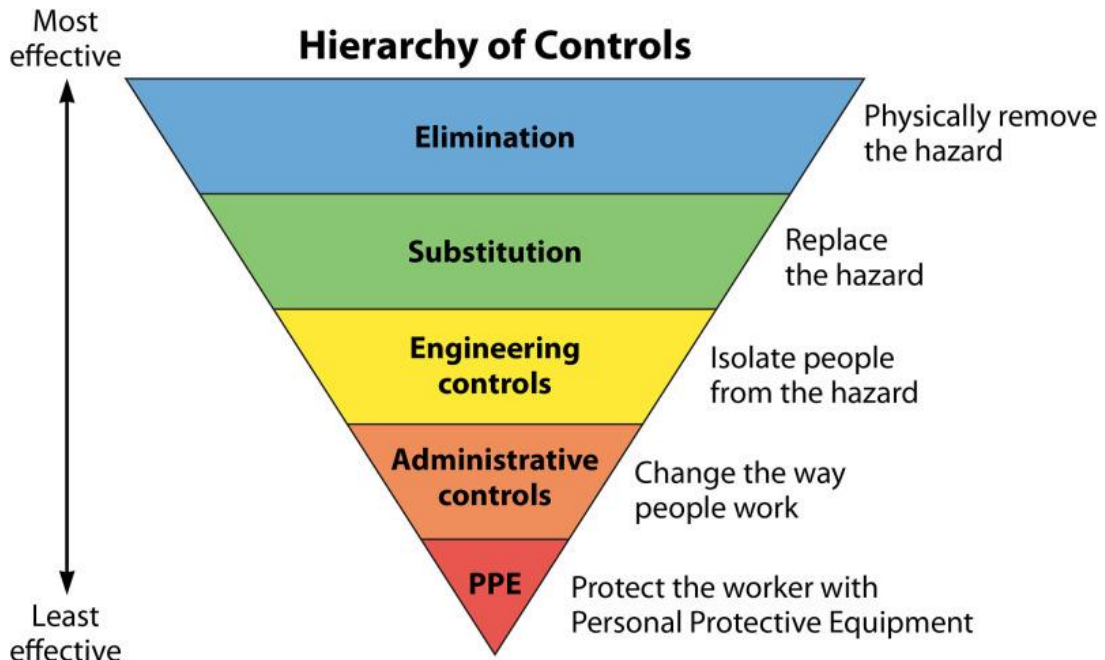 Most
effective
Hierarchy of Controls
Elimination
Physically remove
the hazard
Substitution
Replace
the hazard
Engineering
controls
Isolate people
from the hazard
Administrative
controls
Change the way
people work
PPE
Protect the worker with
Personal Protective Equipment
Least
effective